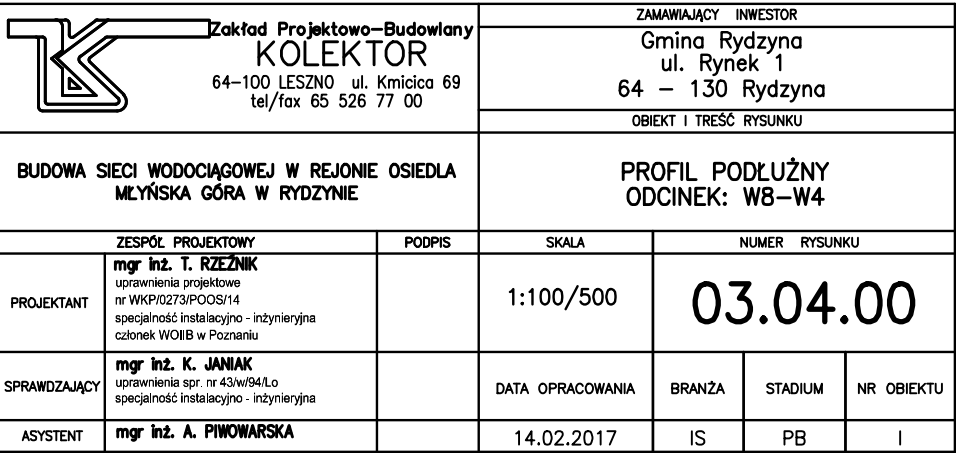 Zakład Projektowo-Budowlany
KOLEKTOR
64-100 LESZNO ul. Kmicica 69
tel/fax 65 526 77 00
ZAMAWIAJĄCY INWESTOR
Gmina Rydzyna
ul. Rynek 1
64 - 130 Rydzyna
OBIEKT I TREŚĆ RYSUNKU
BUDOWA SIECI WODOCIĄGOWEJ W REJONIE OSIEDLA
MŁYŃSKA GÓRA W RYDZYNIE
PROFIL PODŁUŻNY
ODCINEK: W8-W4
ZESPÓŁ PROJEKTOWY
PODPIS
SKALA
NUMER RYSUNKU
PROJEKTANT
mgr inż. T. RZEŹNIK
uprawnienia projektowe
nr WKP/0273/POOS/14
specjalność instalacyjno - inżynieryjna
członek WOIIB w Poznaniu
1:100/500
03.04.00
SPRAWDZAJĄCY
mgr inż. K. JANIAK
uprawnienia spr. nr 43/w/94/Lo
specjalność instalacyjno - inżynieryjna
DATA OPRACOWANIA
BRANŻA
STADIUM
NR OBIEKTU
ASYSTENT
mgr inż. A. PIWOWARSKA
14.02.2017
IS
PB
I